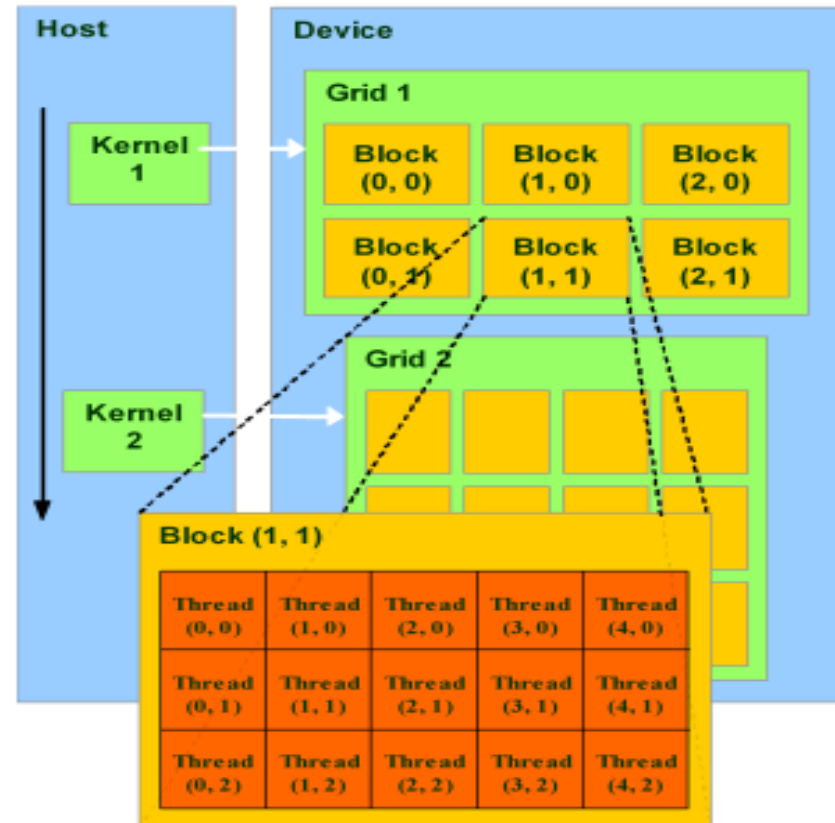 Host
Device
Grid 1
Kernel
1
Block
(0, 0)
Block
(1, 0)
Block
(2, 0)
Block
(0, 1)
Block
(1, 1)
Block
(2, 1)
Grid 2
Kernel
2
Block (1, 1)
Thread
(0, 0)
Thread
(1, 0)
Thread
(2, 0)
Thread
(3, 0)
Thread
(4, 0)
Thread
(0, 1)
Thread
(1, 1)
Thread
(2, 1)
Thread
(3, 1)
Thread
(4, 1)
Thread
(0, 2)
Thread
(1, 2)
Thread
(2, 2)
Thread
(3, 2)
Thread
(4, 2)